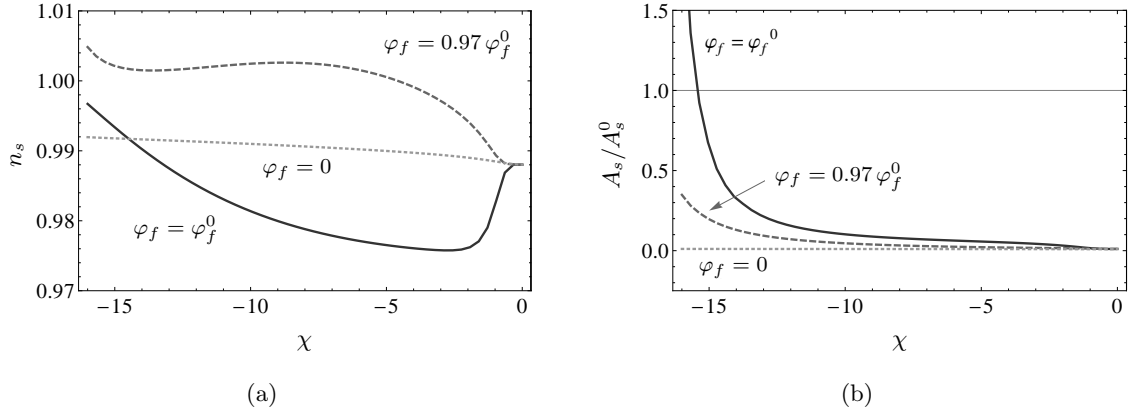 1.01
1.00
0.99
0.98
0.97
n_s
φ_f = 0.97 φ_f^0
φ_f = 0
φ_f = φ_f^0
−15
−10
−5
0
χ
(a)
1.5
1.0
0.5
0.0
A_s/A_s^0
φ_f = φ_f^0
φ_f = 0.97 φ_f^0
φ_f = 0
−15
−10
−5
0
χ
(b)